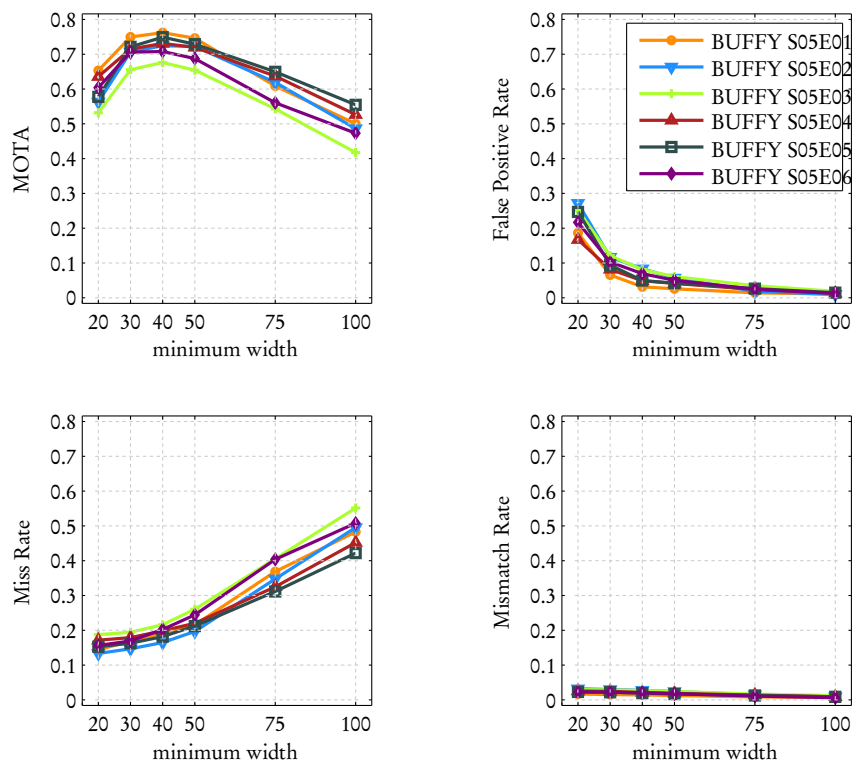 0.8
0.7
0.6
0.5
0.4
0.3
0.2
0.1
0
MOTA
20 30 40 50 75 100
minimum width
0.8
0.7
0.6
0.5
0.4
0.3
0.2
0.1
0
False Positive Rate
BUFFY S05E01
BUFFY S05E02
BUFFY S05E03
BUFFY S05E04
BUFFY S05E05
BUFFY S05E06
20 30 40 50 75 100
minimum width
0.8
0.7
0.6
0.5
0.4
0.3
0.2
0.1
0
Miss Rate
20 30 40 50 75 100
minimum width
0.8
0.7
0.6
0.5
0.4
0.3
0.2
0.1
0
Mismatch Rate
20 30 40 50 75 100
minimum width